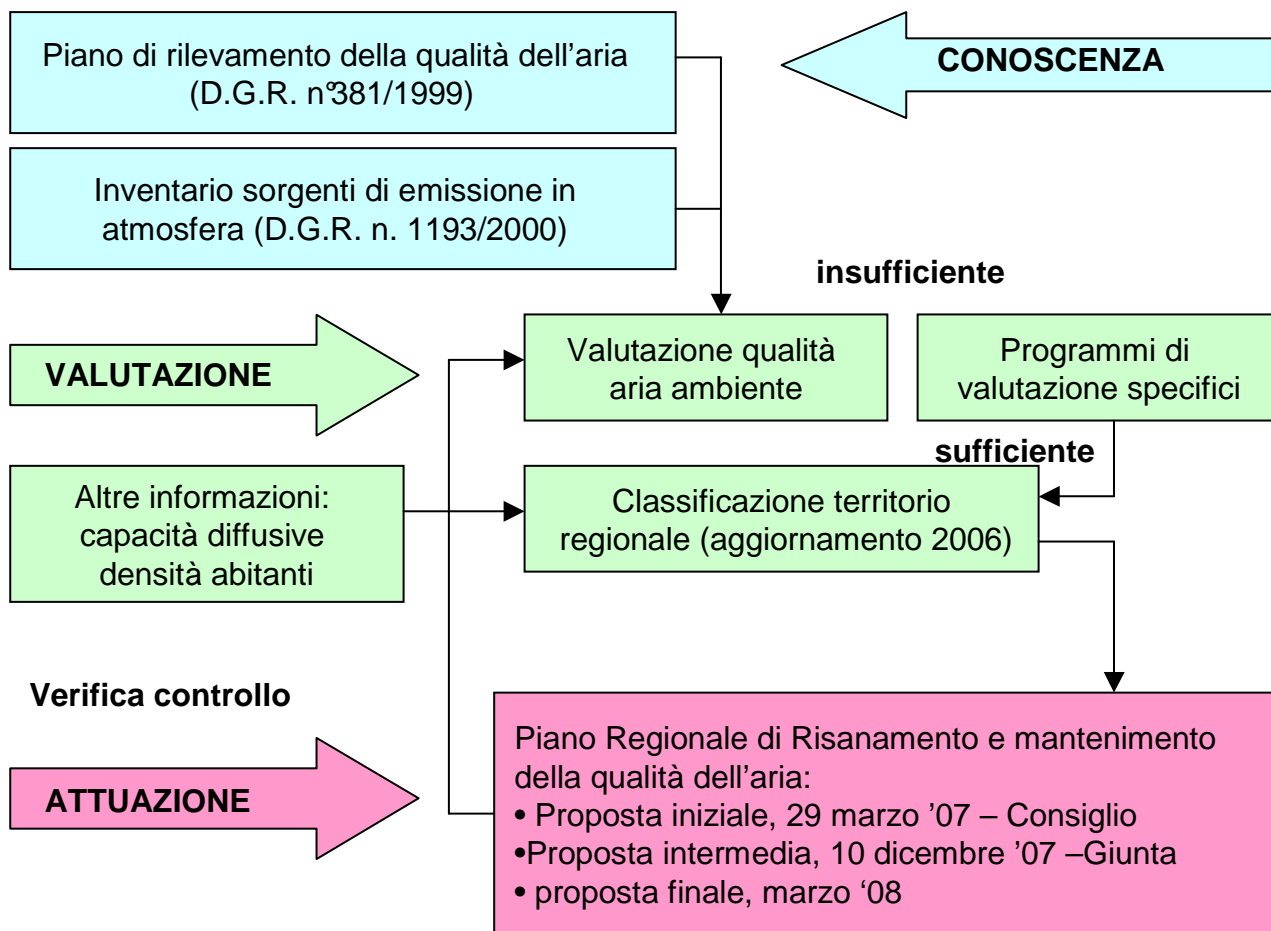 Piano di rilevamento della qualità dell’aria
(D.G.R. n°381/1999)
CONOSCENZA
Inventario sorgenti di emissione in
atmosfera (D.G.R. n. 1193/2000)
insufficiente
VALUTAZIONE
Valutazione qualità
aria ambiente
Programmi di
valutazione specifici
sufficiente
Altre informazioni:
capacità diffusive
densità abitanti
Classificazione territorio
regionale (aggiornamento 2006)
Verifica controllo
ATTUAZIONE
Piano Regionale di Risanamento e mantenimento
della qualità dell’aria:
• Proposta iniziale, 29 marzo ’07 – Consiglio
•Proposta intermedia, 10 dicembre ’07 –Giunta
• proposta finale, marzo ‘08